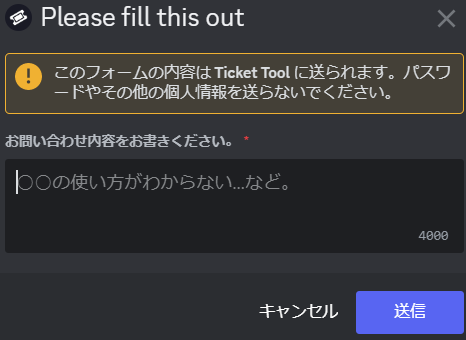 Please fill this out
このフォームの内容は Ticket Tool に送られます。パスワ
ードやその他の個人情報を送らないでください。
お問い合わせ内容をお書きください。 *
○○の使い方がわからない...など。
4000
キャンセル
送信